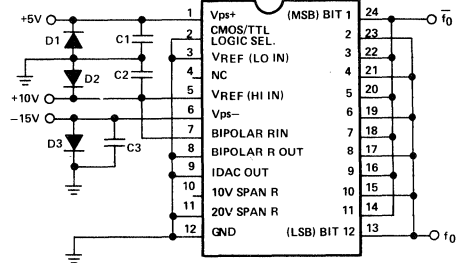 +5V
D1
C1
D2
C2
+10V
-15V
D3
C3
1 Vps+
2 CMOS/TTL LOGIC SEL.
3 VREF (LO IN)
4 NC
5 VREF (HI IN)
6 Vps-
7 BIPOLAR RIN
8 BIPOLAR R OUT
9 IDAC OUT
10 10V SPAN R
11 20V SPAN R
12 GND
(MSB) BIT 1 24
2 23
3 22
4 21
5 20
6 19
7 18
8 17
9 16
10 15
11 14
(LSB) BIT 12 13
f̅0
f0